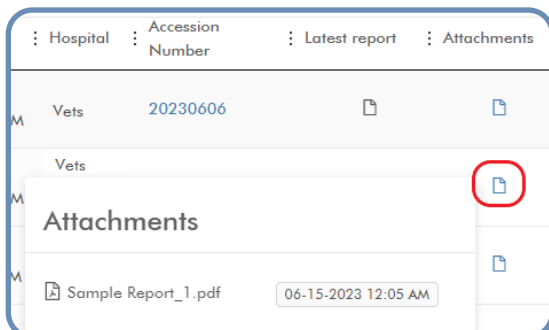 Hospital
Accession Number
Latest report
Attachments
M
Vets
20230606
Vets
M
Attachments
M
Sample Report_1.pdf
06-15-2023 12:05 AM